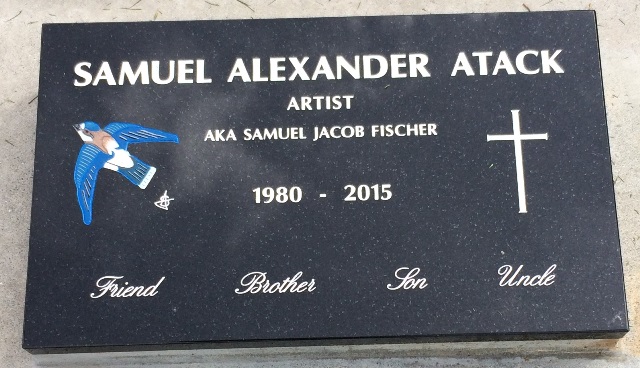 SAMUEL ALEXANDER ATACK
ARTIST
AKA SAMUEL JACOB FISCHER
1980 - 2015
Friend Brother Son Uncle